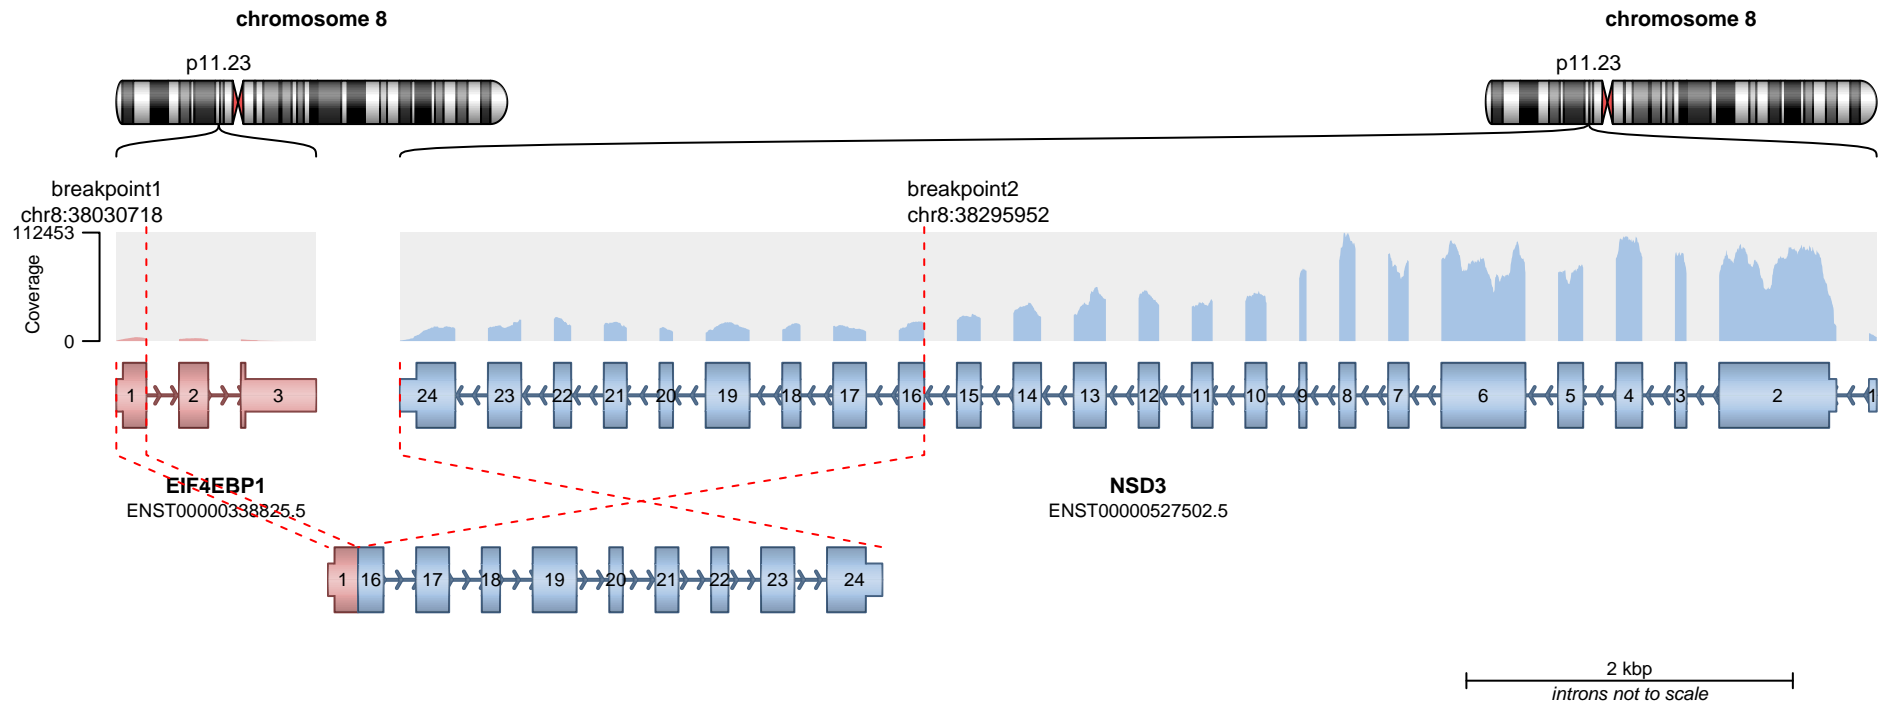 chromosome 8
chromosome 8
p11.23
p11.23
breakpoint1
chr8:38030718
breakpoint2
chr8:38295952
112453
Coverage
0
1 2 3
24 23 22 21 20 19 18 17 16 15 14 13 12 11 10 9 8 7 6 5 4 3 2 1
EIF4EBP1
ENST00000338825.5
NSD3
ENST00000527502.5
1 16 17 18 19 20 21 22 23 24
2 kbp
introns not to scale